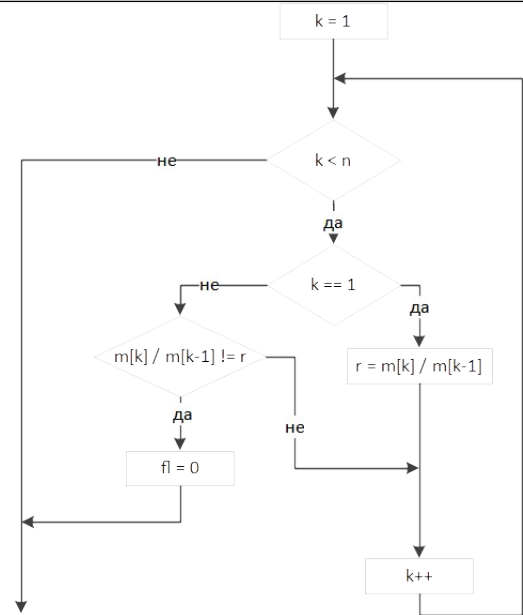 k = 1
k < n
не
да
k == 1
не
да
m[k] / m[k-1] != r
r = m[k] / m[k-1]
да
не
fl = 0
k++